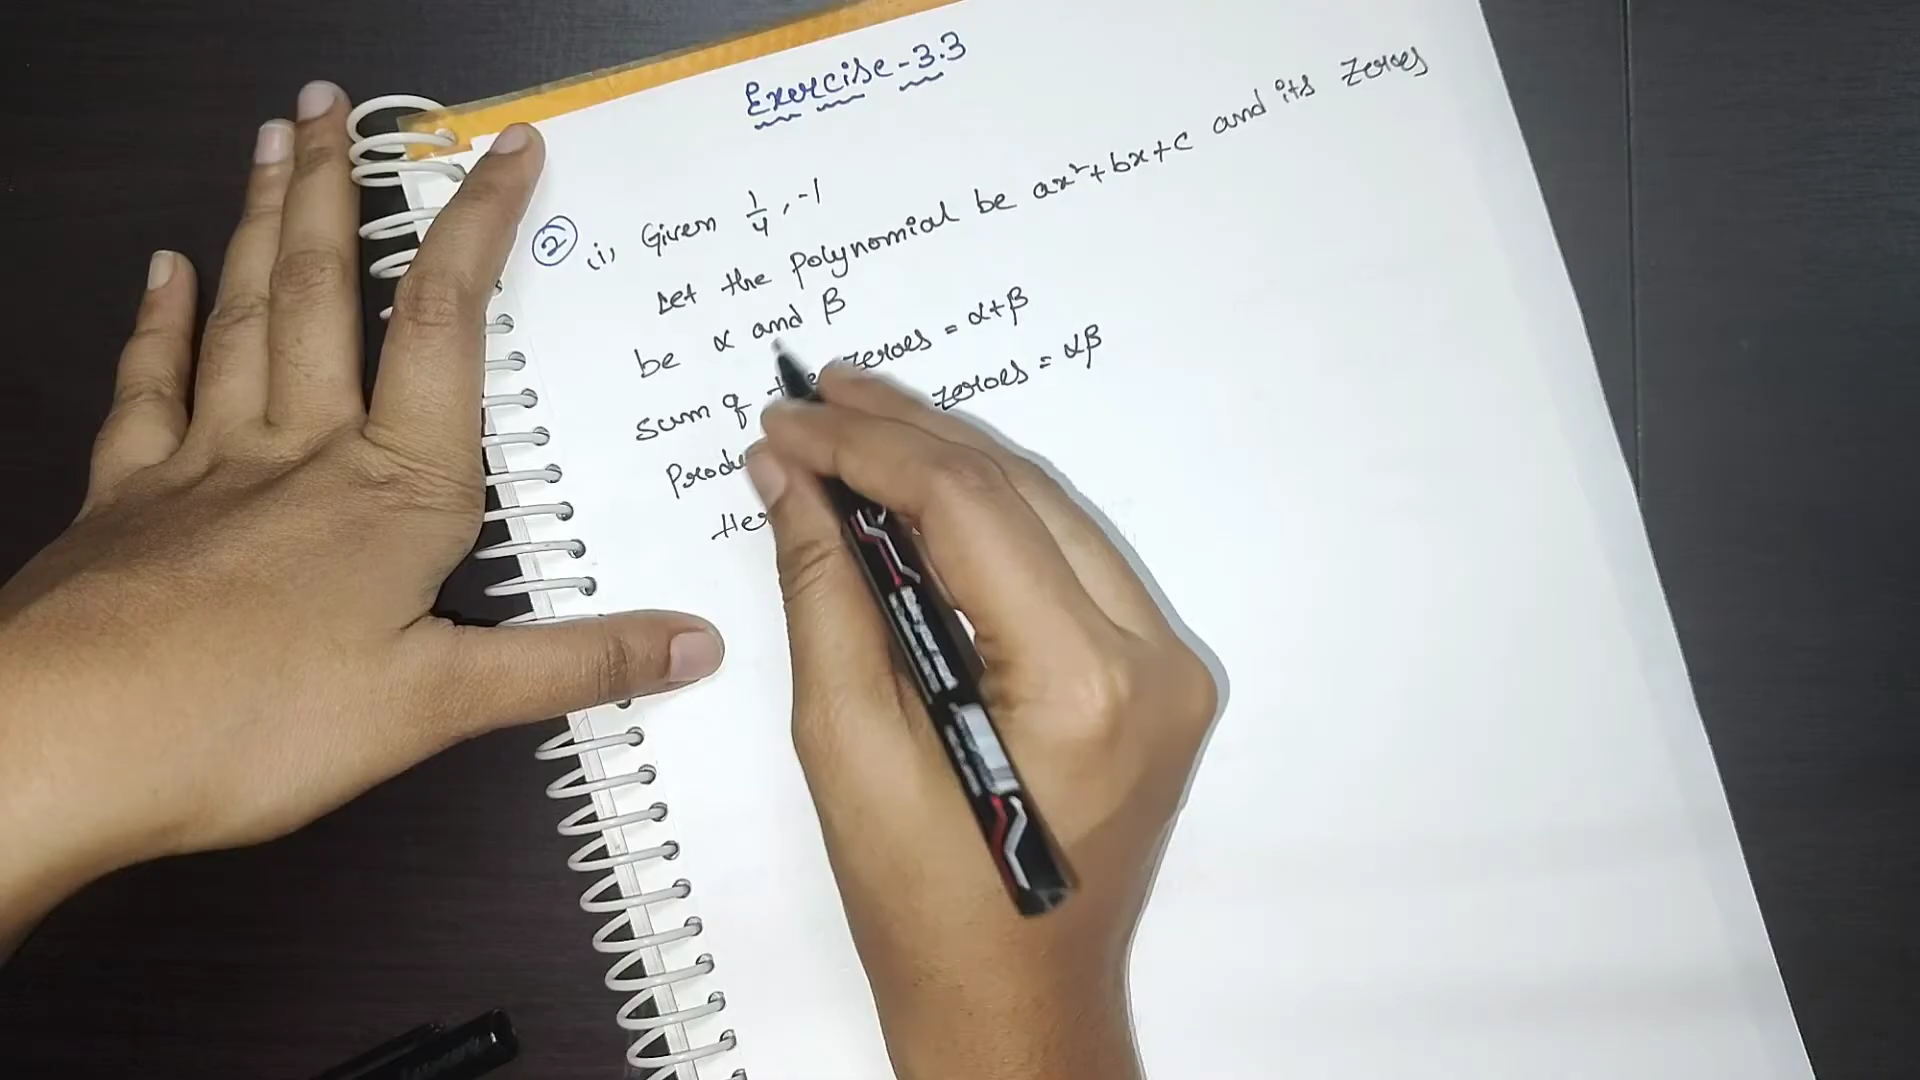 Exercise-3.3
② (i) Given 1/4, -1
Let the polynomial be ax²+bx+c and its zeroes
be α and β
Sum of the zeroes = α+β
zeroes = αβ